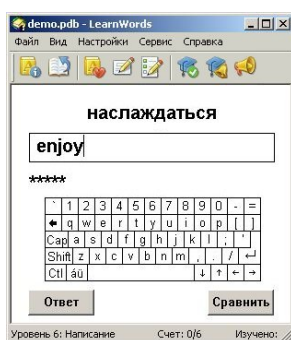 demo.pdb - LearnWords
Файл Вид Настройки Сервис Справка
наслаждаться
enjoy
*****
` 1 2 3 4 5 6 7 8 9 0 - =
q w e r t y u i o p [ ]
Cap a s d f g h j k l ; '
Shift z x c v b n m , . /
Ctl áü
Ответ Сравнить
Уровень 6: Написание Счет: 0/6 Изучено: